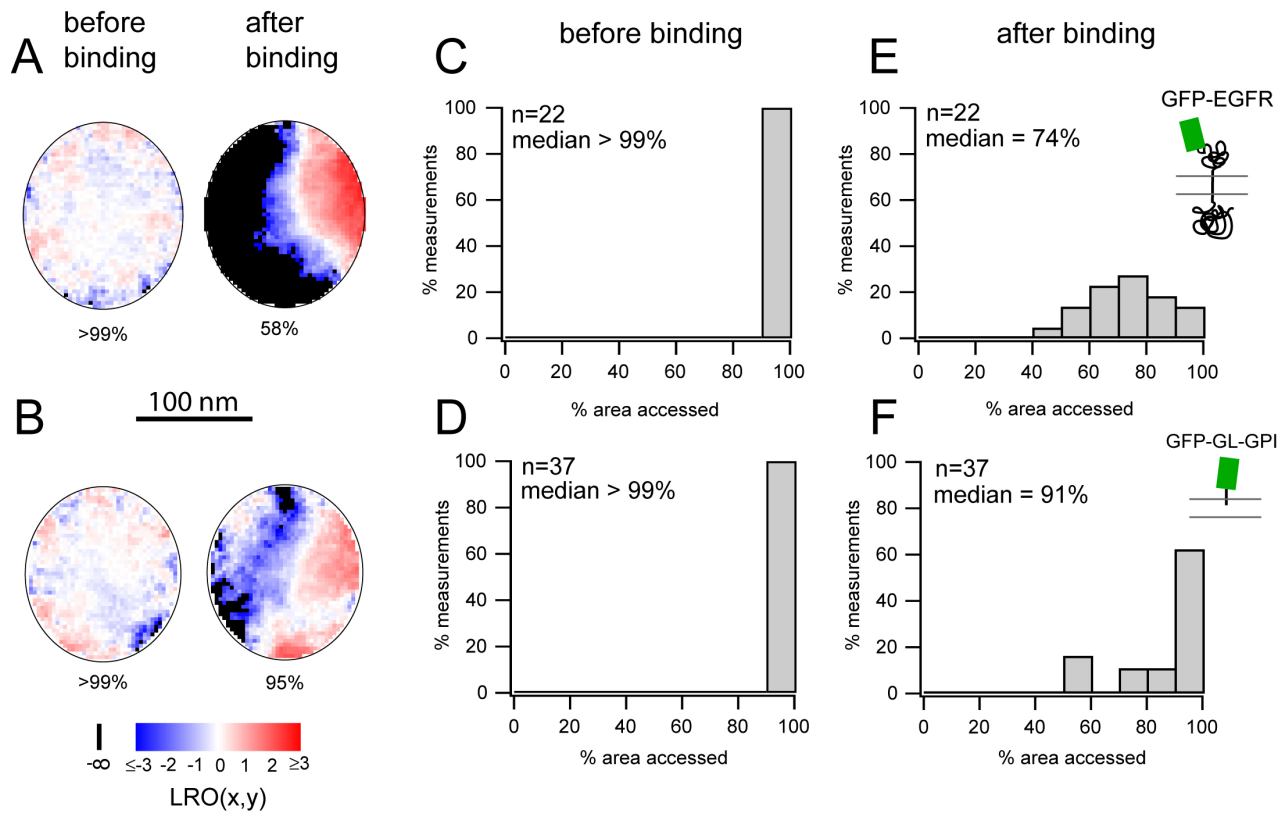 before
binding
after
binding
A
>99%
58%
100 nm
B
>99%
95%
-∞
≤-3 -2 -1 0 1 2 ≥3
LRO(x,y)
before binding
C
n=22
median > 99%
% measurements
100
80
60
40
20
0
0 20 40 60 80 100
% area accessed
D
n=37
median > 99%
% measurements
100
80
60
40
20
0
0 20 40 60 80 100
% area accessed
after binding
E
n=22
median = 74%
GFP-EGFR
% measurements
100
80
60
40
20
0
0 20 40 60 80 100
% area accessed
F
n=37
median = 91%
GFP-GL-GPI
% measurements
100
80
60
40
20
0
0 20 40 60 80 100
% area accessed